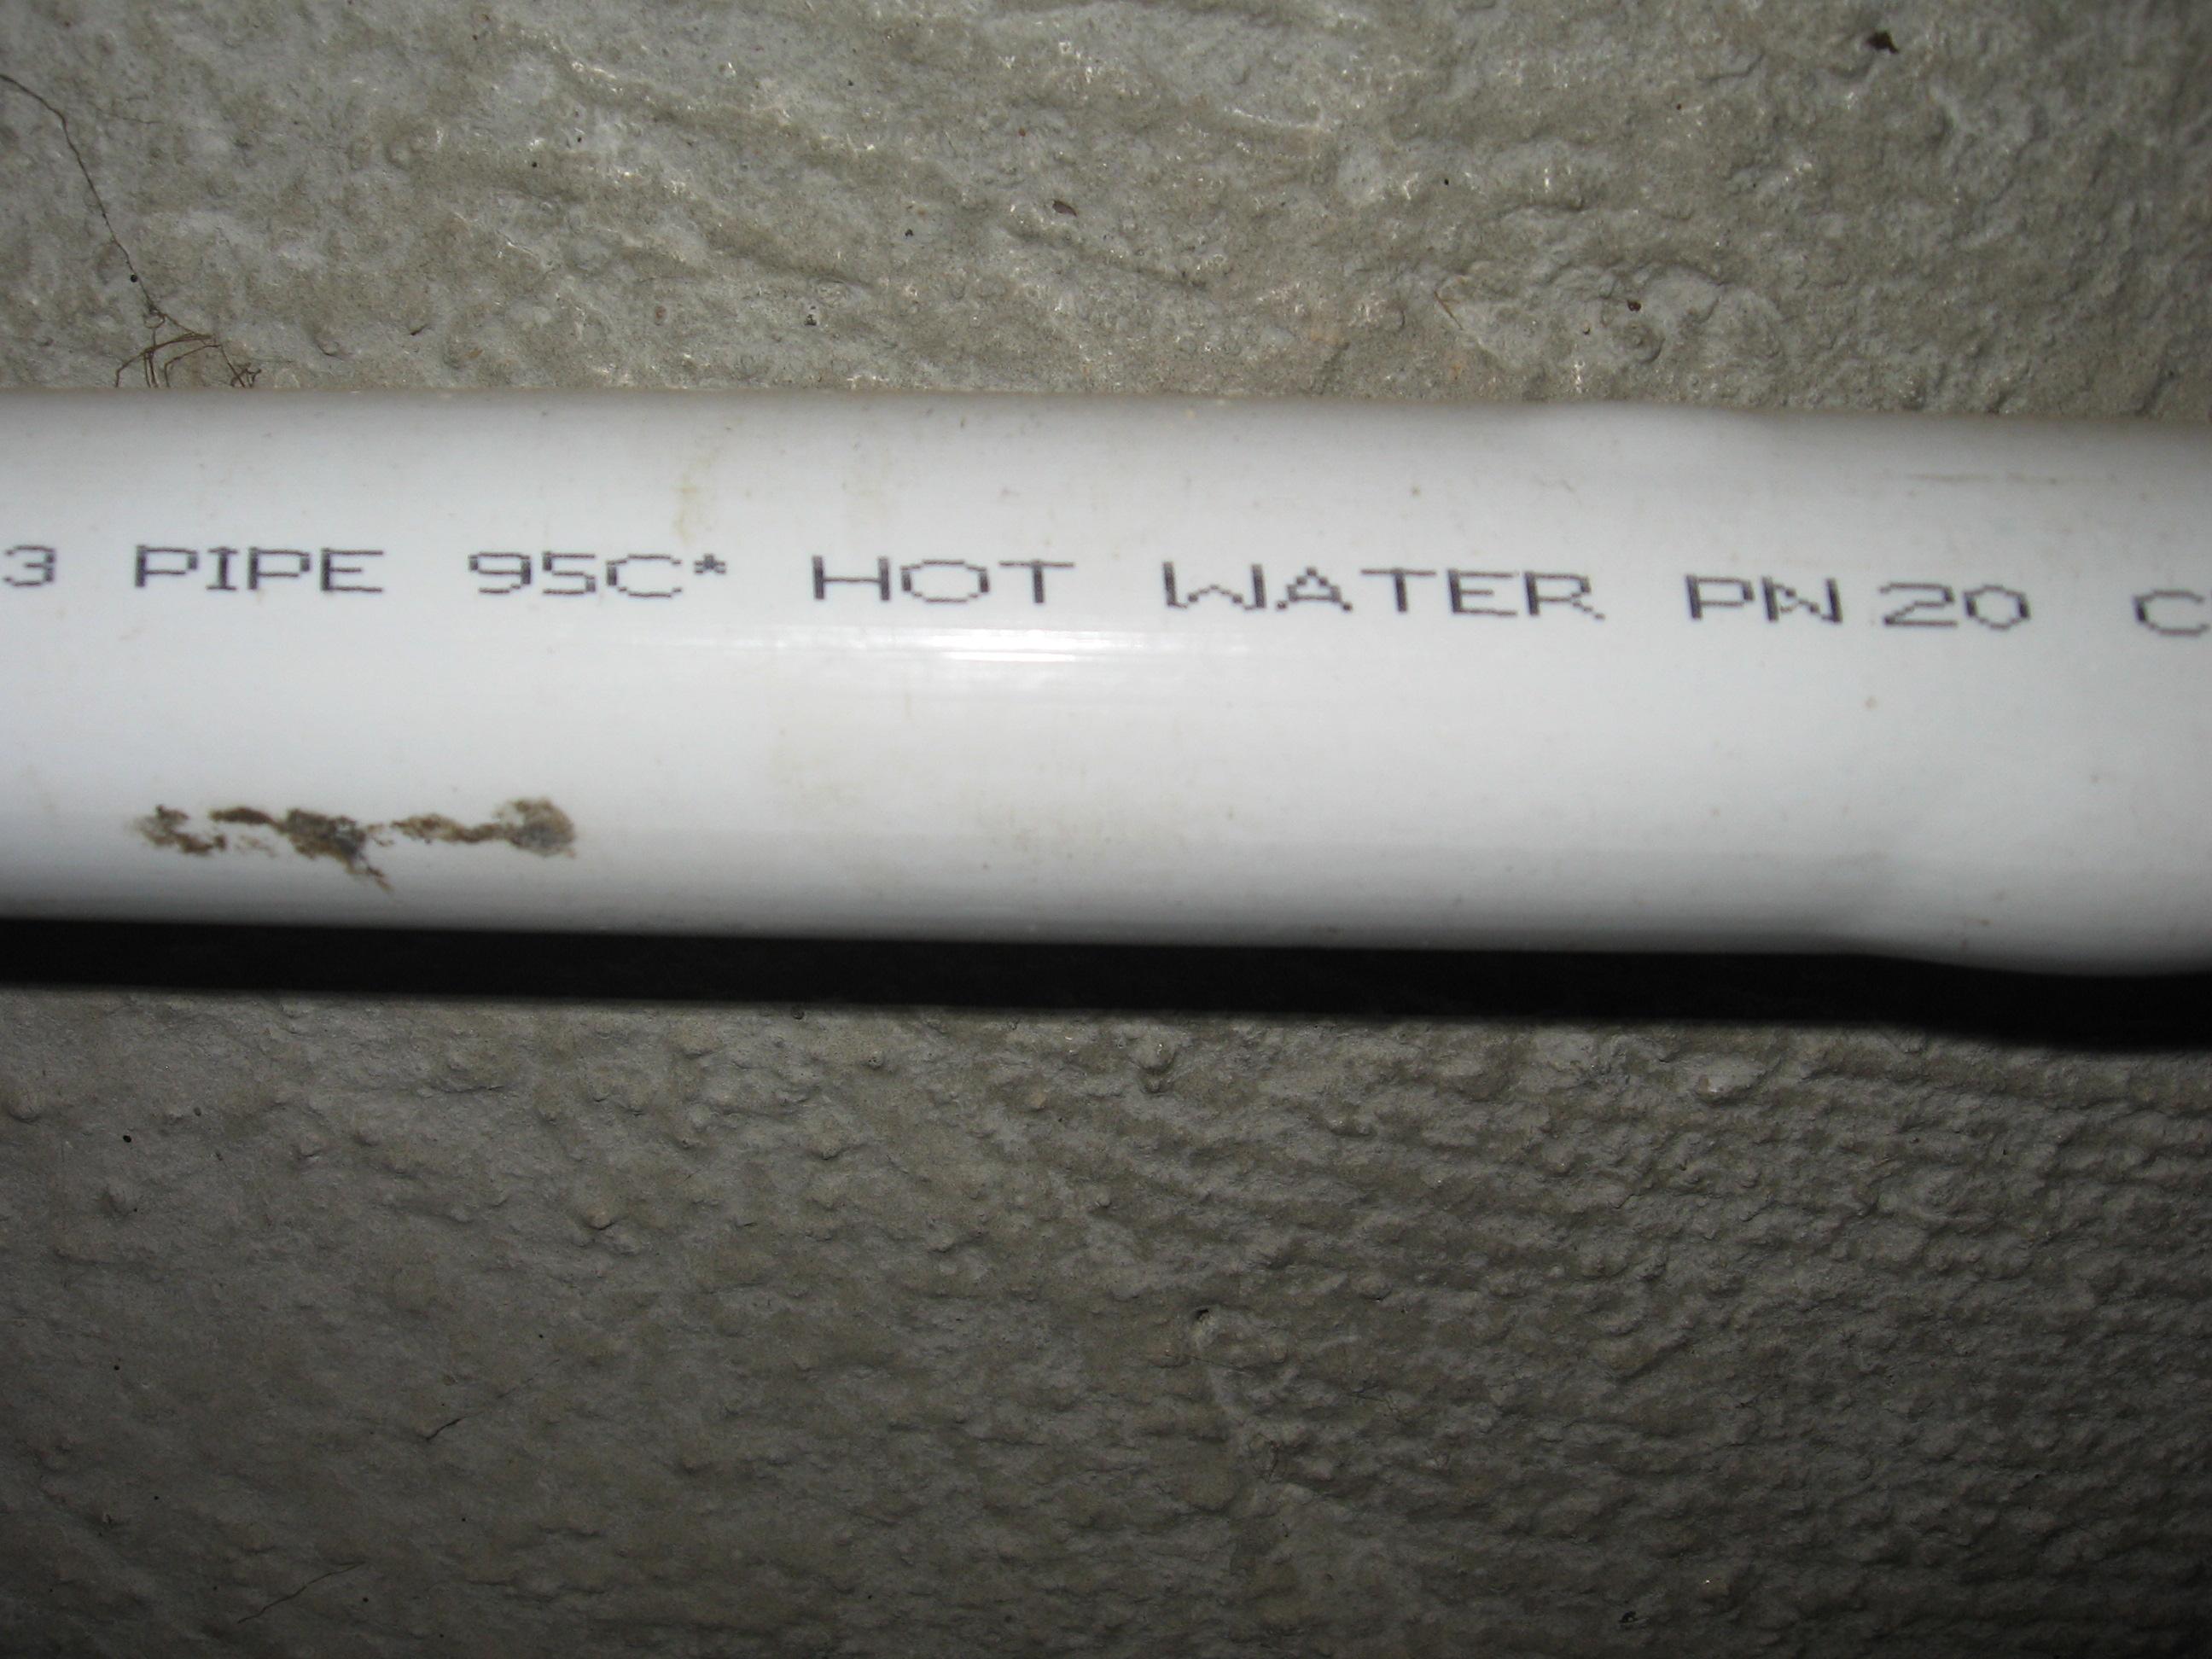 3 PIPE 95C* HOT WATER PN 20 C